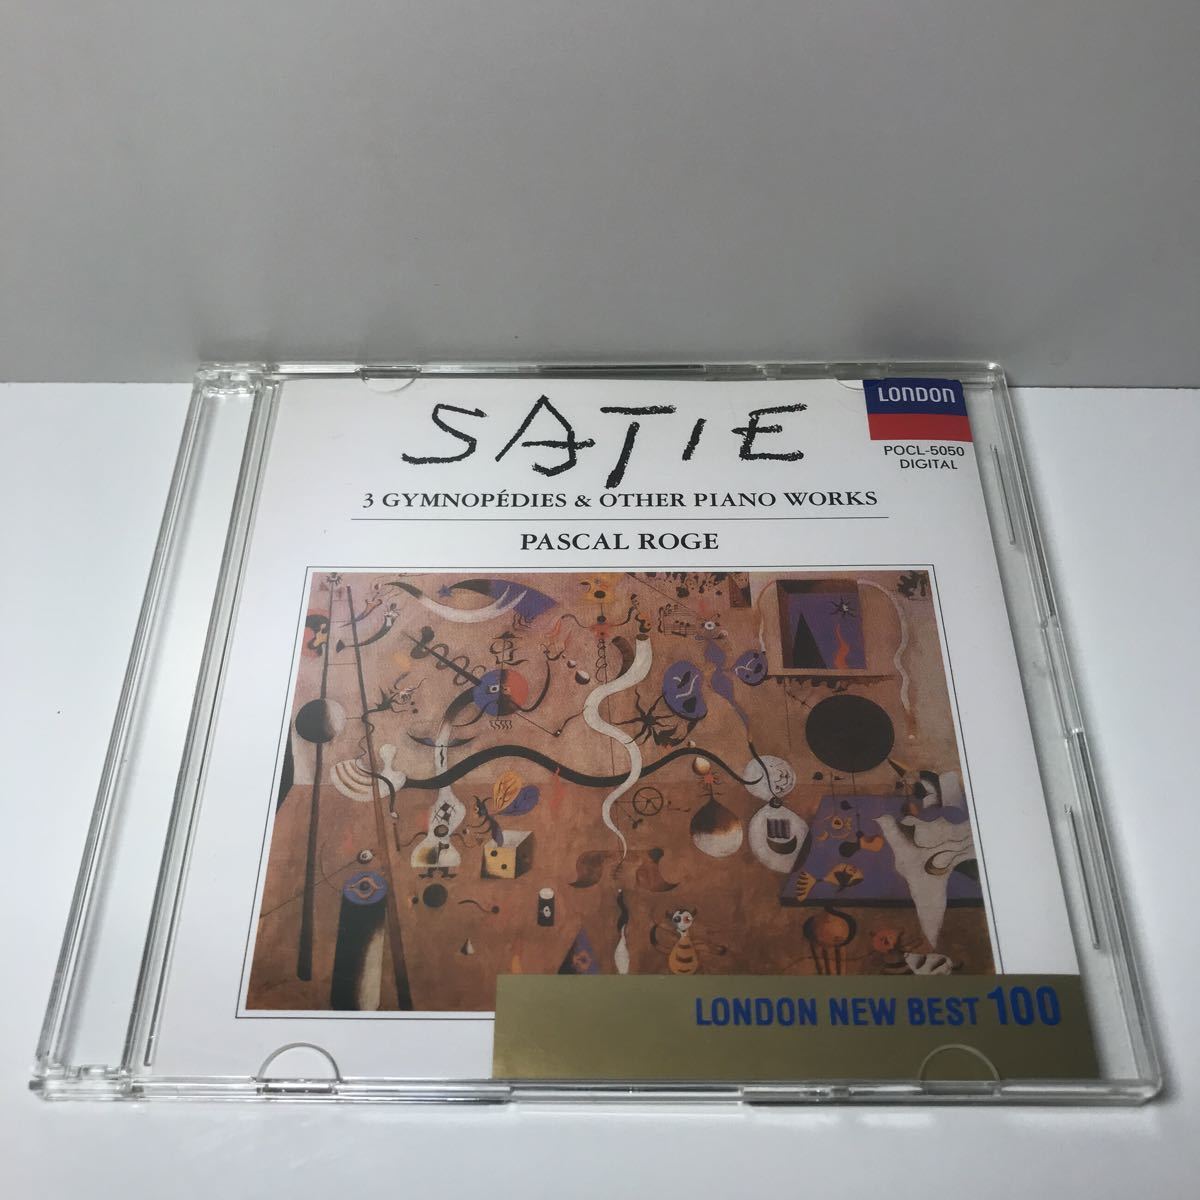 SATIE
LONDON
POCL-5050
DIGITAL
3 GYMNOPÉDIES & OTHER PIANO WORKS
PASCAL ROGE
LONDON NEW BEST 100